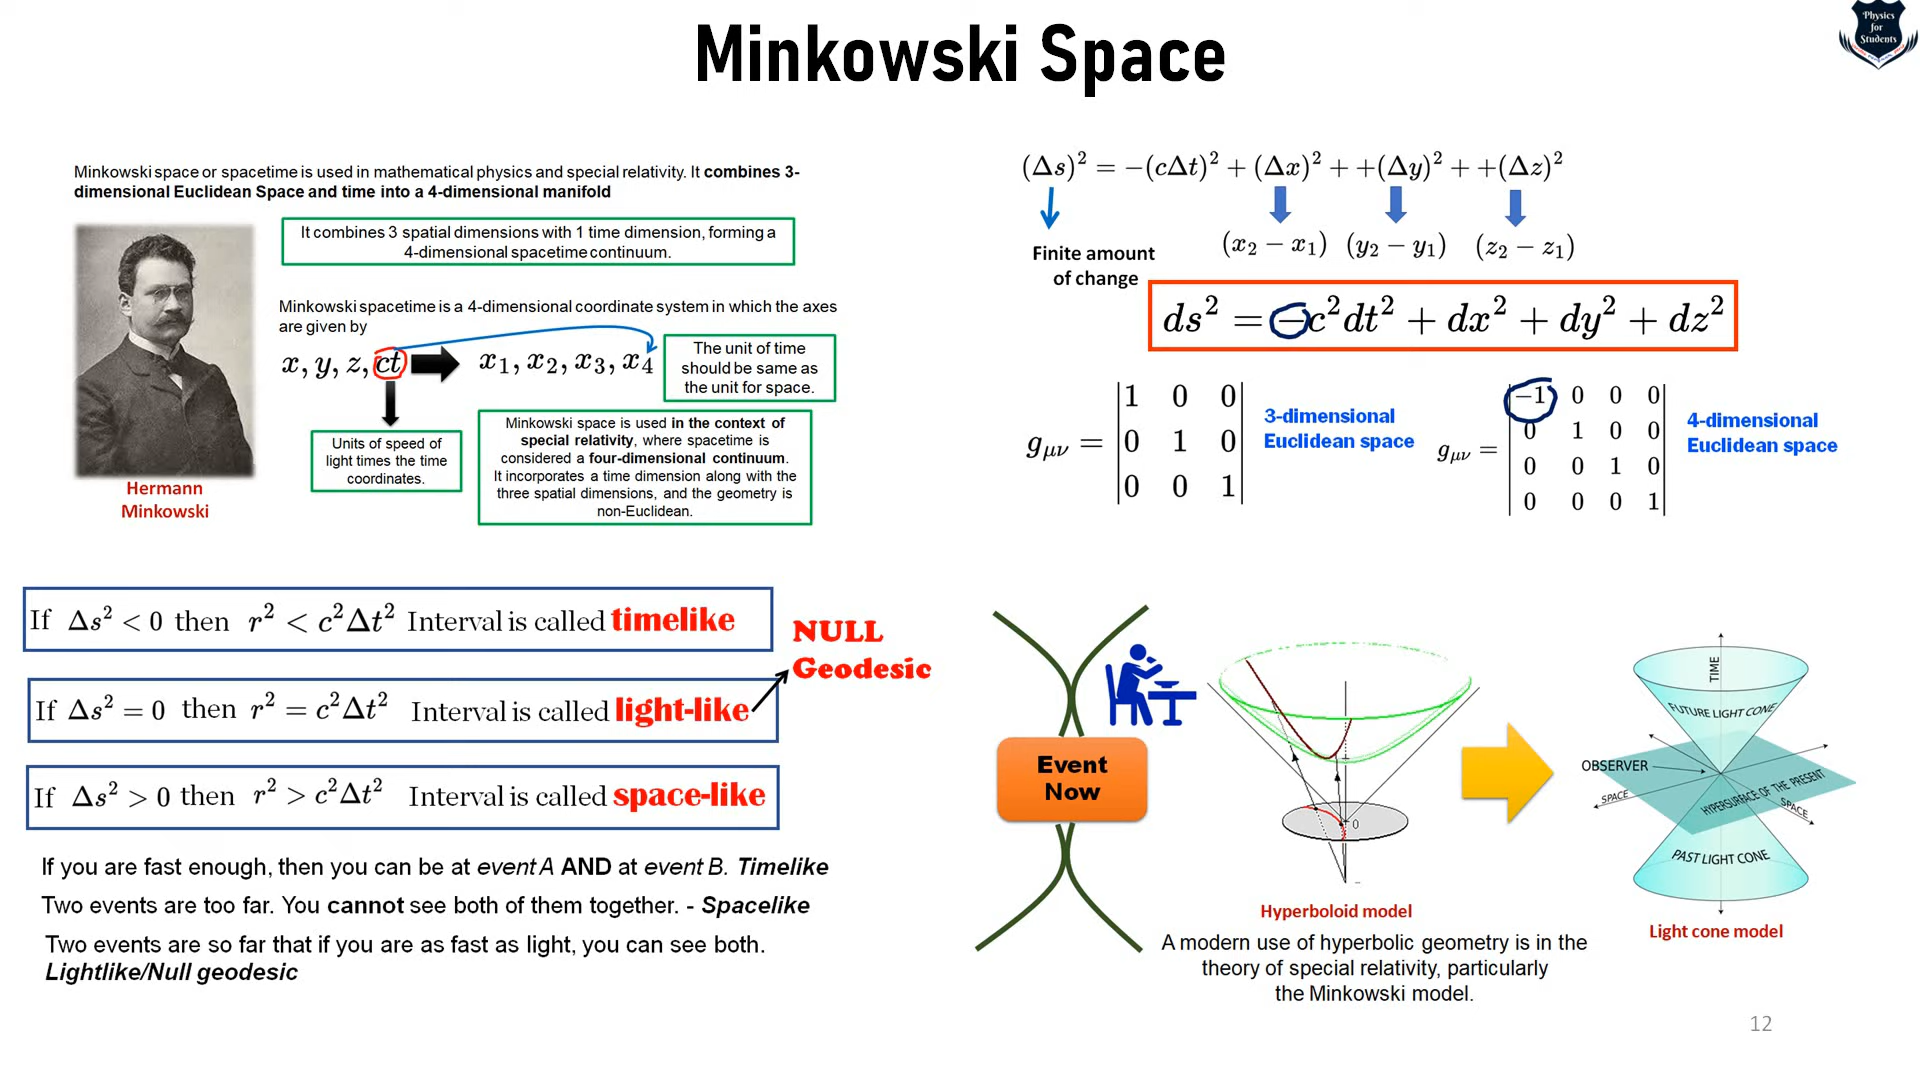 Minkowski Space
Physics
for
Students
Minkowski space or spacetime is used in mathematical physics and special relativity. It combines 3-
dimensional Euclidean Space and time into a 4-dimensional manifold
It combines 3 spatial dimensions with 1 time dimension, forming a
4-dimensional spacetime continuum.
Minkowski spacetime is a 4-dimensional coordinate system in which the axes
are given by
x, y, z, ct
x₁, x₂, x₃, x₄
The unit of time
should be same as
the unit for space.
Units of speed of
light times the time
coordinates.
Minkowski space is used in the context of
special relativity, where spacetime is
considered a four-dimensional continuum.
It incorporates a time dimension along with the
three spatial dimensions, and the geometry is
non-Euclidean.
Hermann
Minkowski
(Δs)² = −(cΔt)² + (Δx)² + +(Δy)² + +(Δz)²
(x₂ − x₁) (y₂ − y₁) (z₂ − z₁)
Finite amount
of change
ds² = −c²dt² + dx² + dy² + dz²
gμν =
1 0 0
0 1 0
0 0 1
3-dimensional
Euclidean space
gμν =
−1 0 0 0
0 1 0 0
0 0 1 0
0 0 0 1
4-dimensional
Euclidean space
If Δs² < 0 then r² < c²Δt² Interval is called timelike
If Δs² = 0 then r² = c²Δt² Interval is called light-like
If Δs² > 0 then r² > c²Δt² Interval is called space-like
NULL
Geodesic
If you are fast enough, then you can be at event A AND at event B. Timelike
Two events are too far. You cannot see both of them together. - Spacelike
Two events are so far that if you are as fast as light, you can see both.
Lightlike/Null geodesic
Event
Now
0
Hyperboloid model
A modern use of hyperbolic geometry is in the
theory of special relativity, particularly
the Minkowski model.
TIME
FUTURE LIGHT CONE
OBSERVER
SPACE
HYPERSURFACE OF THE PRESENT
SPACE
PAST LIGHT CONE
Light cone model
12